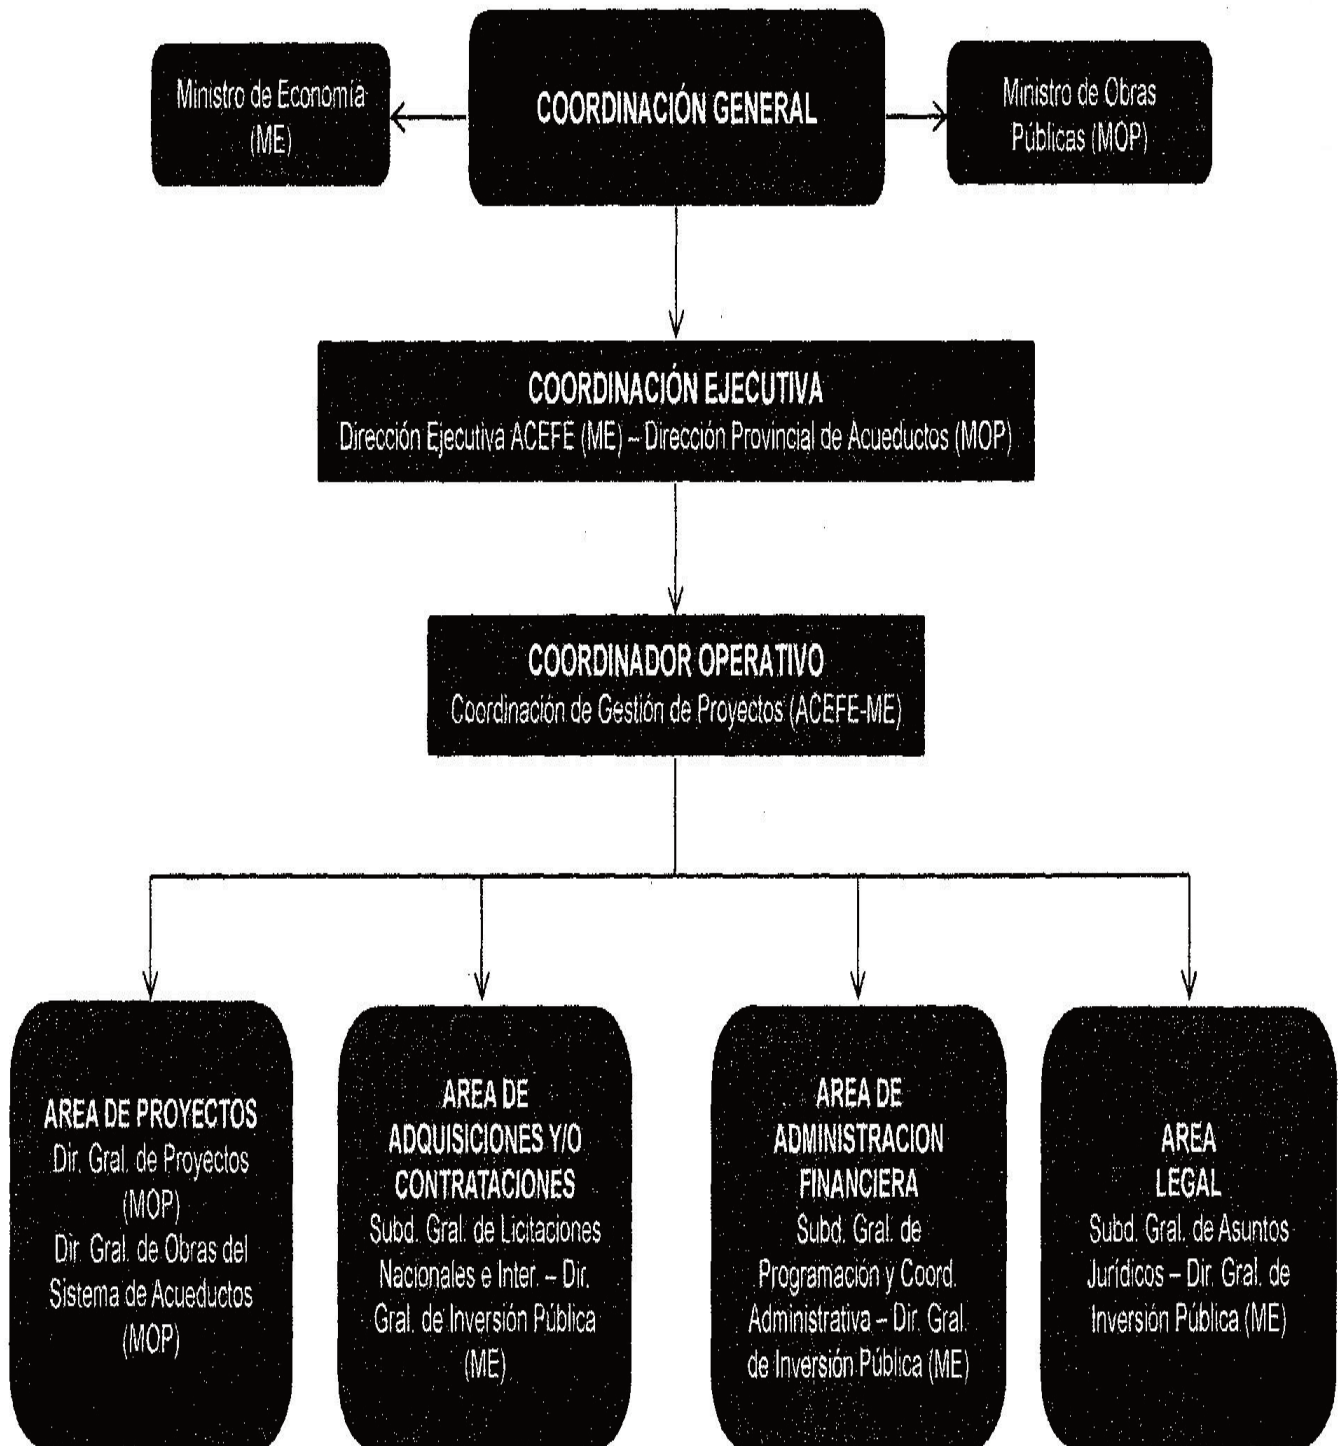 Ministro de Economía
(ME)
COORDINACIÓN GENERAL
Ministro de Obras
Públicas (MOP)
COORDINACIÓN EJECUTIVA
Dirección Ejecutiva ACEFE (ME) – Dirección Provincial de Acueductos (MOP)
COORDINADOR OPERATIVO
Coordinación de Gestión de Proyectos (ACEFE-ME)
AREA DE PROYECTOS
Dir. Gral. de Proyectos
(MOP)
Dir. Gral. de Obras del
Sistema de Acueductos
(MOP)
AREA DE
ADQUISICIONES Y/O
CONTRATACIONES
Subd. Gral. de Licitaciones
Nacionales e Inter. – Dir.
Gral. de Inversión Pública
(ME)
AREA DE
ADMINISTRACION
FINANCIERA
Subd. Gral. de
Programación y Coord.
Administrativa – Dir. Gral.
de Inversión Pública (ME)
AREA
LEGAL
Subd. Gral. de Asuntos
Jurídicos – Dir. Gral. de
Inversión Pública (ME)